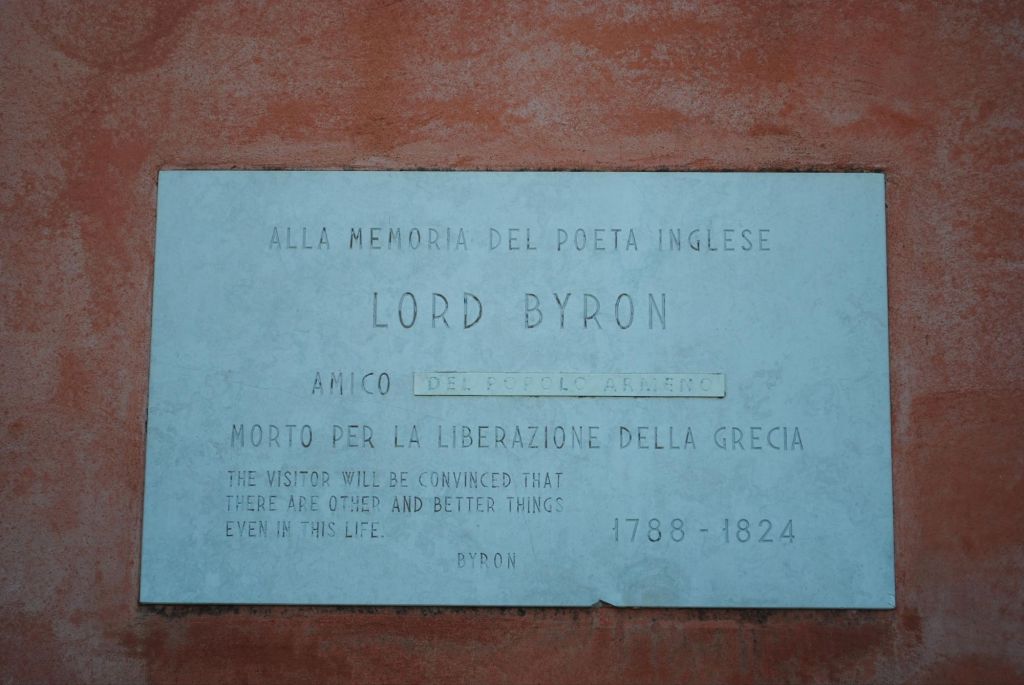 ALLA MEMORIA DEL POETA INGLESE
LORD BYRON
AMICO DEL POPOLO ARMENO
MORTO PER LA LIBERAZIONE DELLA GRECIA
THE VISITOR WILL BE CONVINCED THAT
THERE ARE OTHER AND BETTER THINGS
EVEN IN THIS LIFE.
BYRON
1788 - 1824